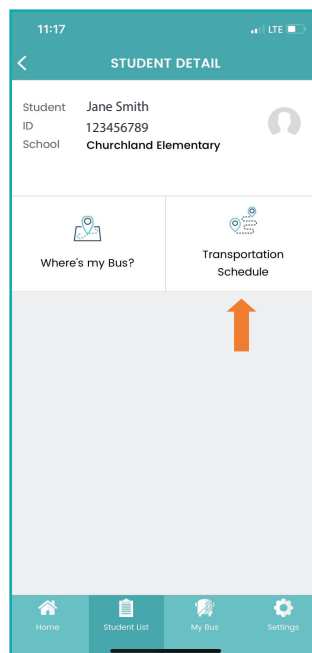 11:17
LTE
STUDENT DETAIL
Student Jane Smith
ID 123456789
School Churchland Elementary
Where's my Bus?
Transportation
Schedule
Home
Student List
My Bus
Settings